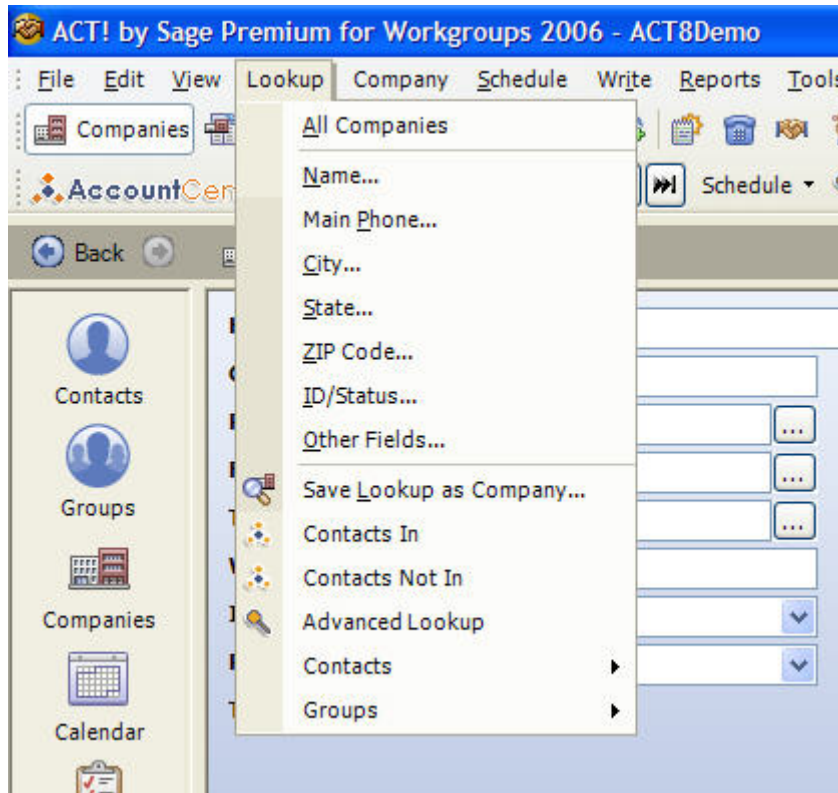 ACT! by Sage Premium for Workgroups 2006 - ACT8Demo
File Edit View Lookup Company Schedule Write Reports Tools
Companies
AccountCen
Schedule
Back
All Companies
Name...
Main Phone...
City...
State...
ZIP Code...
ID/Status...
Other Fields...
Save Lookup as Company...
Contacts In
Contacts Not In
Advanced Lookup
Contacts
Groups
Contacts
Groups
Companies
Calendar
...
...
...